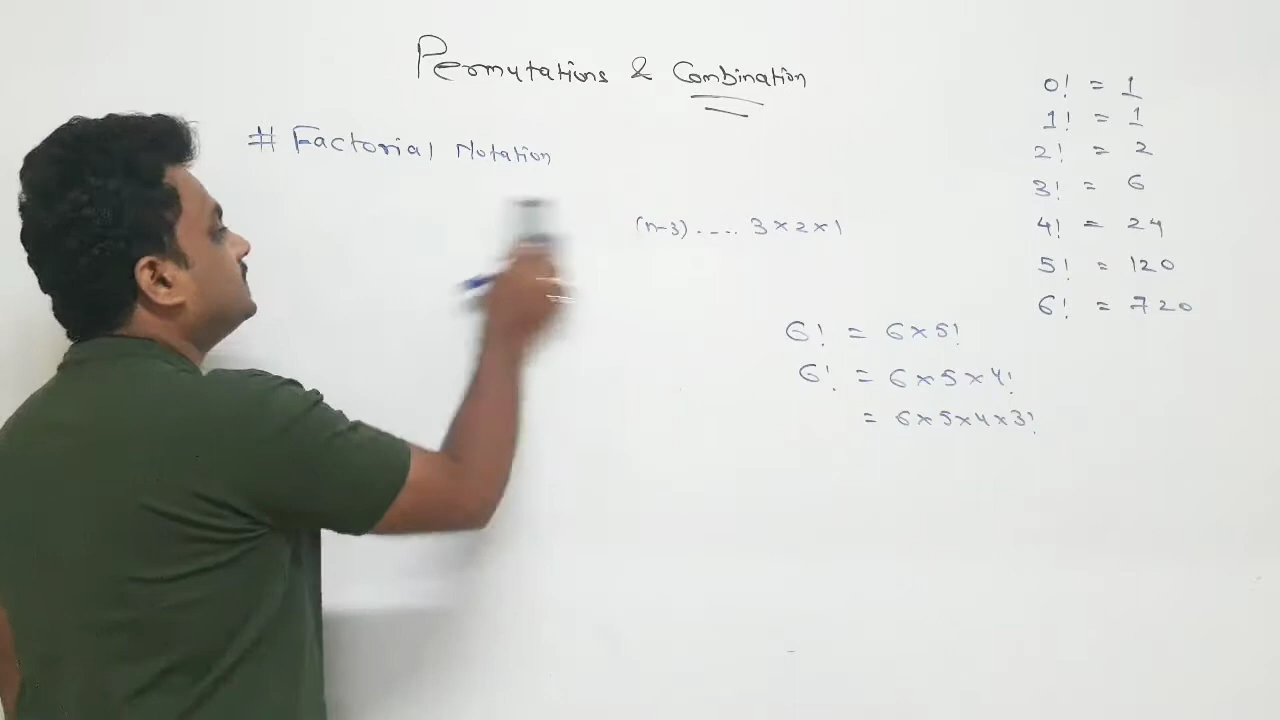 Permutations & Combination
# Factorial Notation
(n-3) .... 3 × 2 × 1
0! = 1
1! = 1
2! = 2
3! = 6
4! = 24
5! = 120
6! = 720
6! = 6 × 5!
6! = 6 × 5 × 4!
= 6 × 5 × 4 × 3!